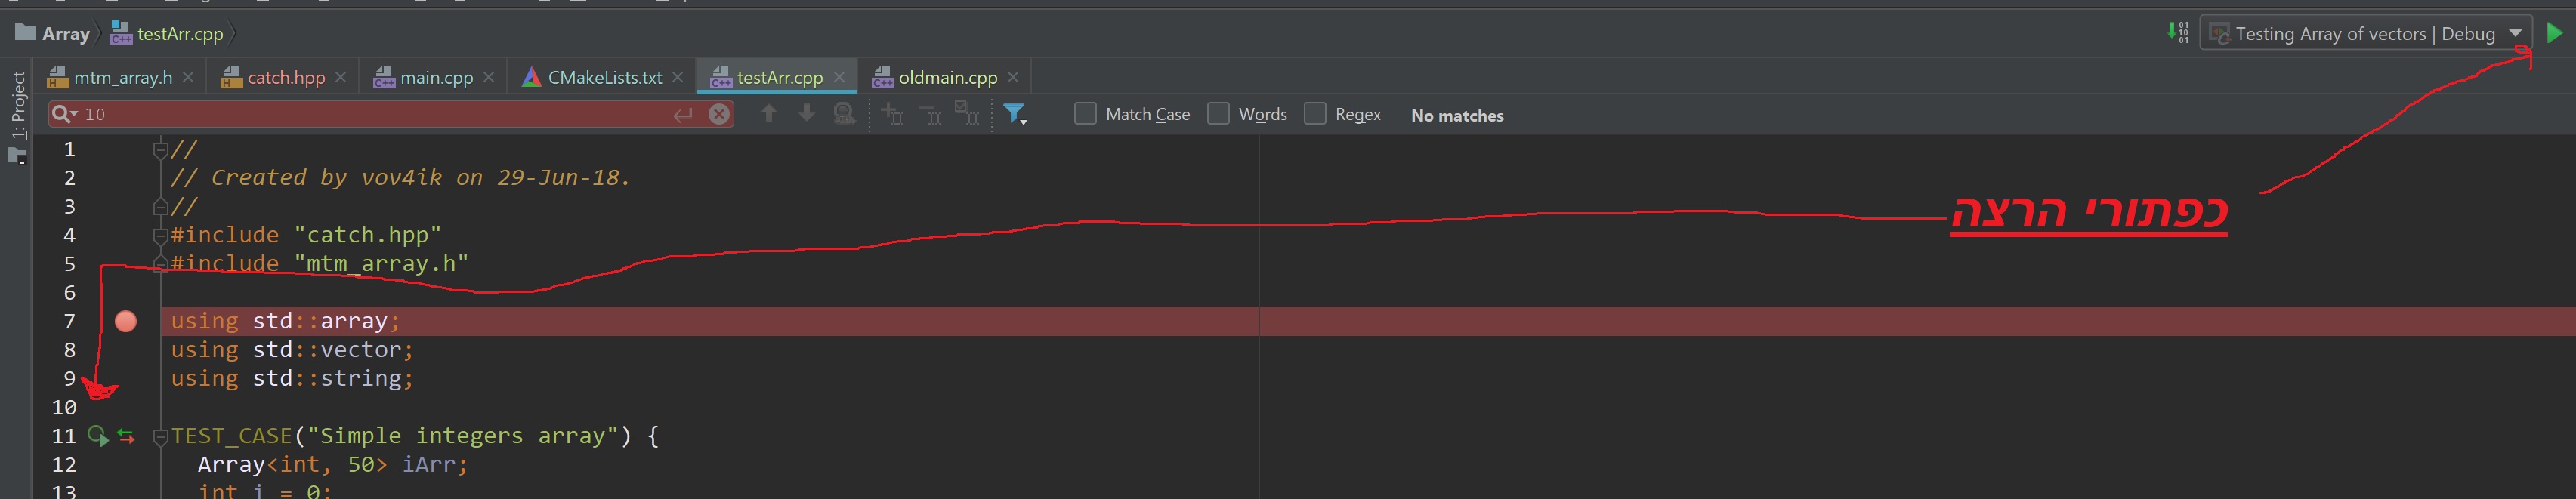 Array testArr.cpp
Testing Array of vectors | Debug
mtm_array.h catch.hpp main.cpp CMakeLists.txt testArr.cpp oldmain.cpp
1: Project
10 Match Case Words Regex No matches
1 //
2 // Created by vov4ik on 29-Jun-18.
3 //
4 #include "catch.hpp"
5 #include "mtm_array.h"
6
7 using std::array;
8 using std::vector;
9 using std::string;
10
11 TEST_CASE("Simple integers array") {
12 Array<int, 50> iArr;
13 int i = 0;
כפתורי הרצה